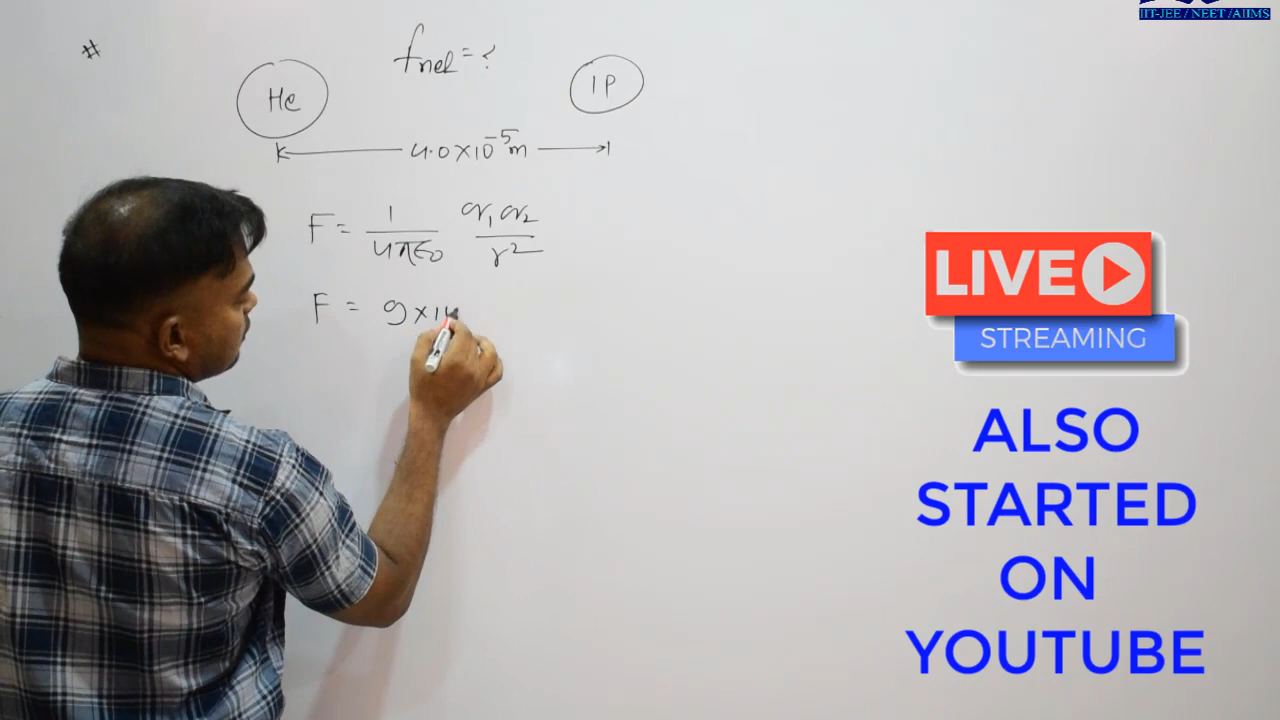 IIT-JEE / NEET /AIIMS
#
fnet = ?
He
1P
4.0×10⁻⁵m
F = 1/4πε₀ q₁q₂/r²
F = 9×1
LIVE
STREAMING
ALSO
STARTED
ON
YOUTUBE